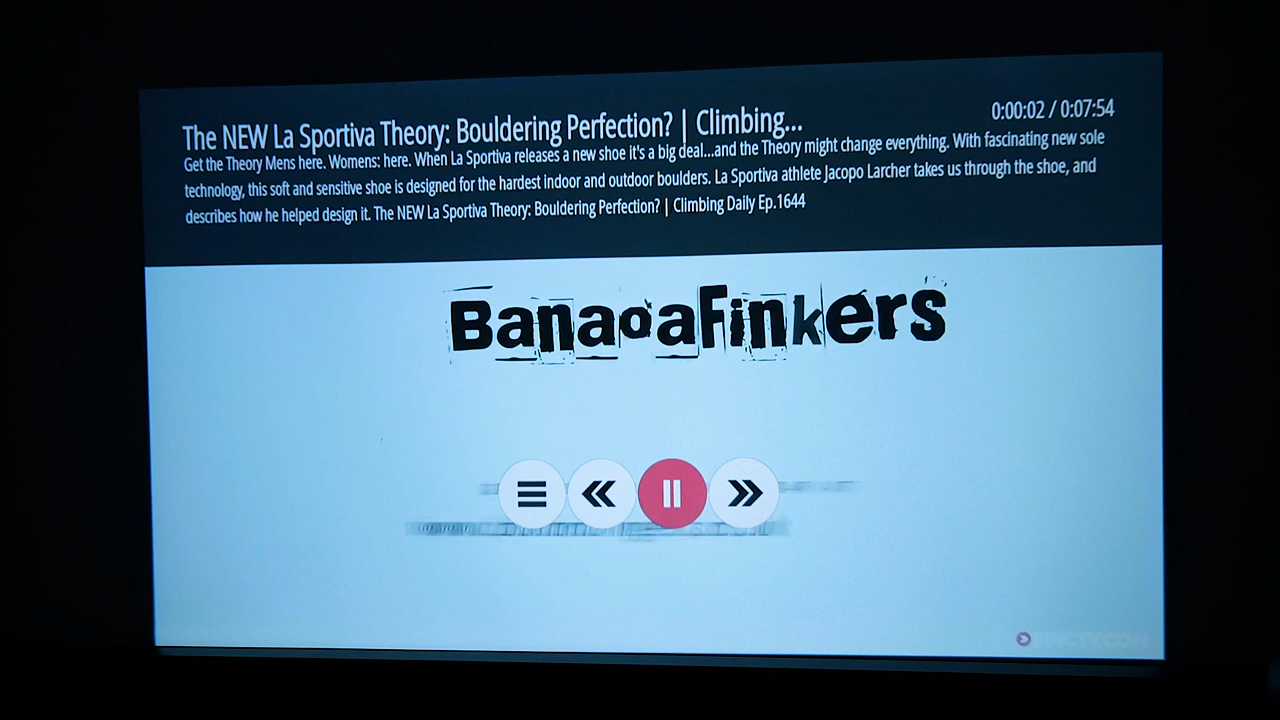 The NEW La Sportiva Theory: Bouldering Perfection? | Climbing...
0:00:02 / 0:07:54
Get the Theory Mens here. Womens: here. When La Sportiva releases a new shoe it's a big deal...and the Theory might change everything. With fascinating new sole
technology, this soft and sensitive shoe is designed for the hardest indoor and outdoor boulders. La Sportiva athlete Jacopo Larcher takes us through the shoe, and
describes how he helped design it. The NEW La Sportiva Theory: Bouldering Perfection? | Climbing Daily Ep.1644
BanaoaFinkers